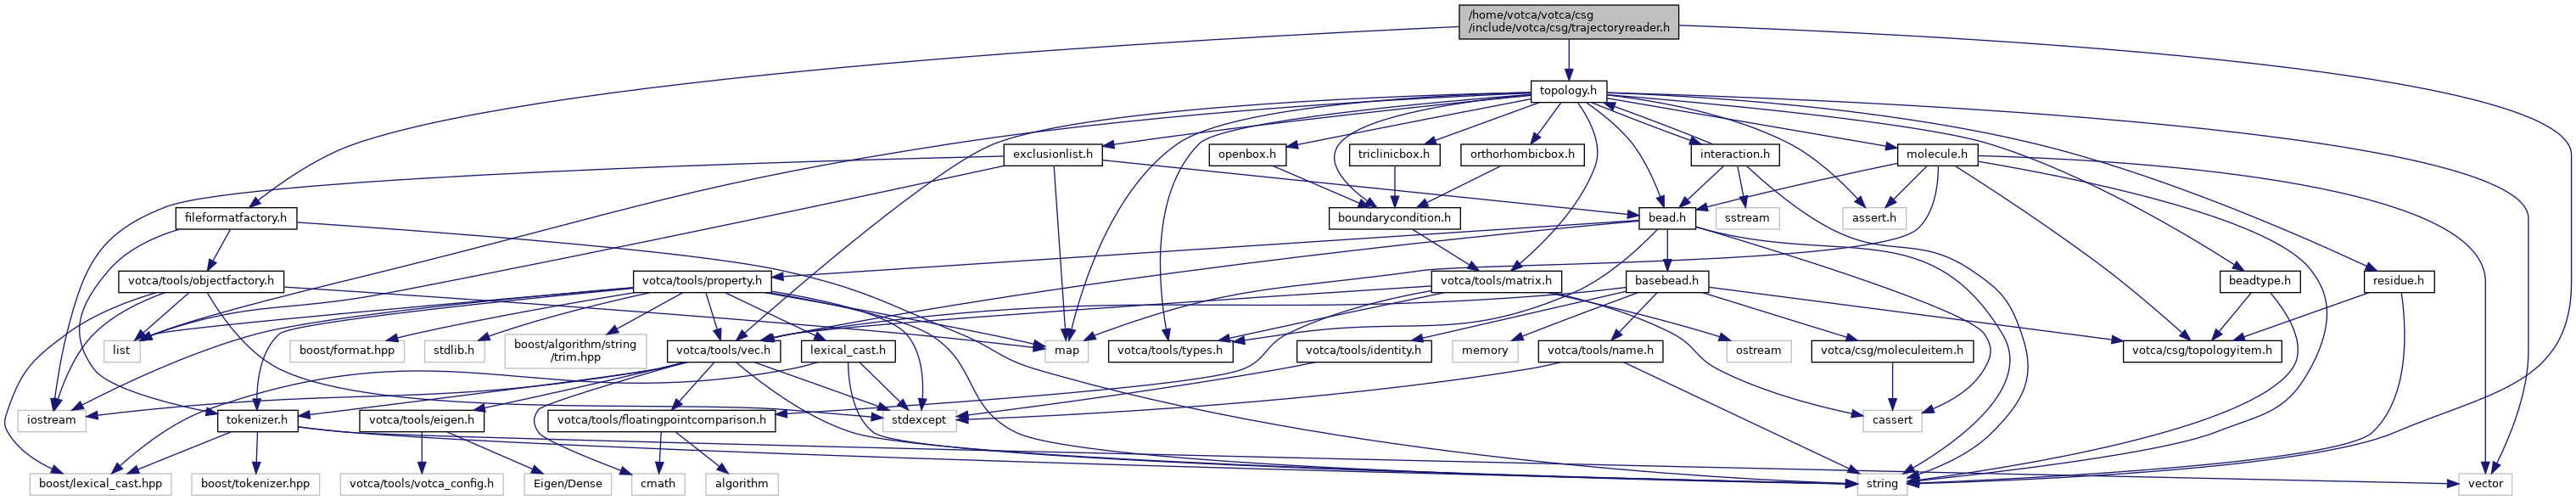 /home/votca/votca/csg
/include/votca/csg/trajectoryreader.h
topology.h
exclusionlist.h
openbox.h
triclinicbox.h
orthorhombicbox.h
interaction.h
molecule.h
fileformatfactory.h
boundarycondition.h
bead.h
sstream
assert.h
votca/tools/objectfactory.h
votca/tools/property.h
votca/tools/matrix.h
basebead.h
beadtype.h
residue.h
list
boost/format.hpp
stdlib.h
boost/algorithm/string
/trim.hpp
votca/tools/vec.h
lexical_cast.h
map
votca/tools/types.h
votca/tools/identity.h
memory
votca/tools/name.h
ostream
votca/csg/moleculeitem.h
votca/csg/topologyitem.h
iostream
tokenizer.h
votca/tools/eigen.h
votca/tools/floatingpointcomparison.h
stdexcept
cassert
boost/lexical_cast.hpp
boost/tokenizer.hpp
votca/tools/votca_config.h
Eigen/Dense
cmath
algorithm
string
vector